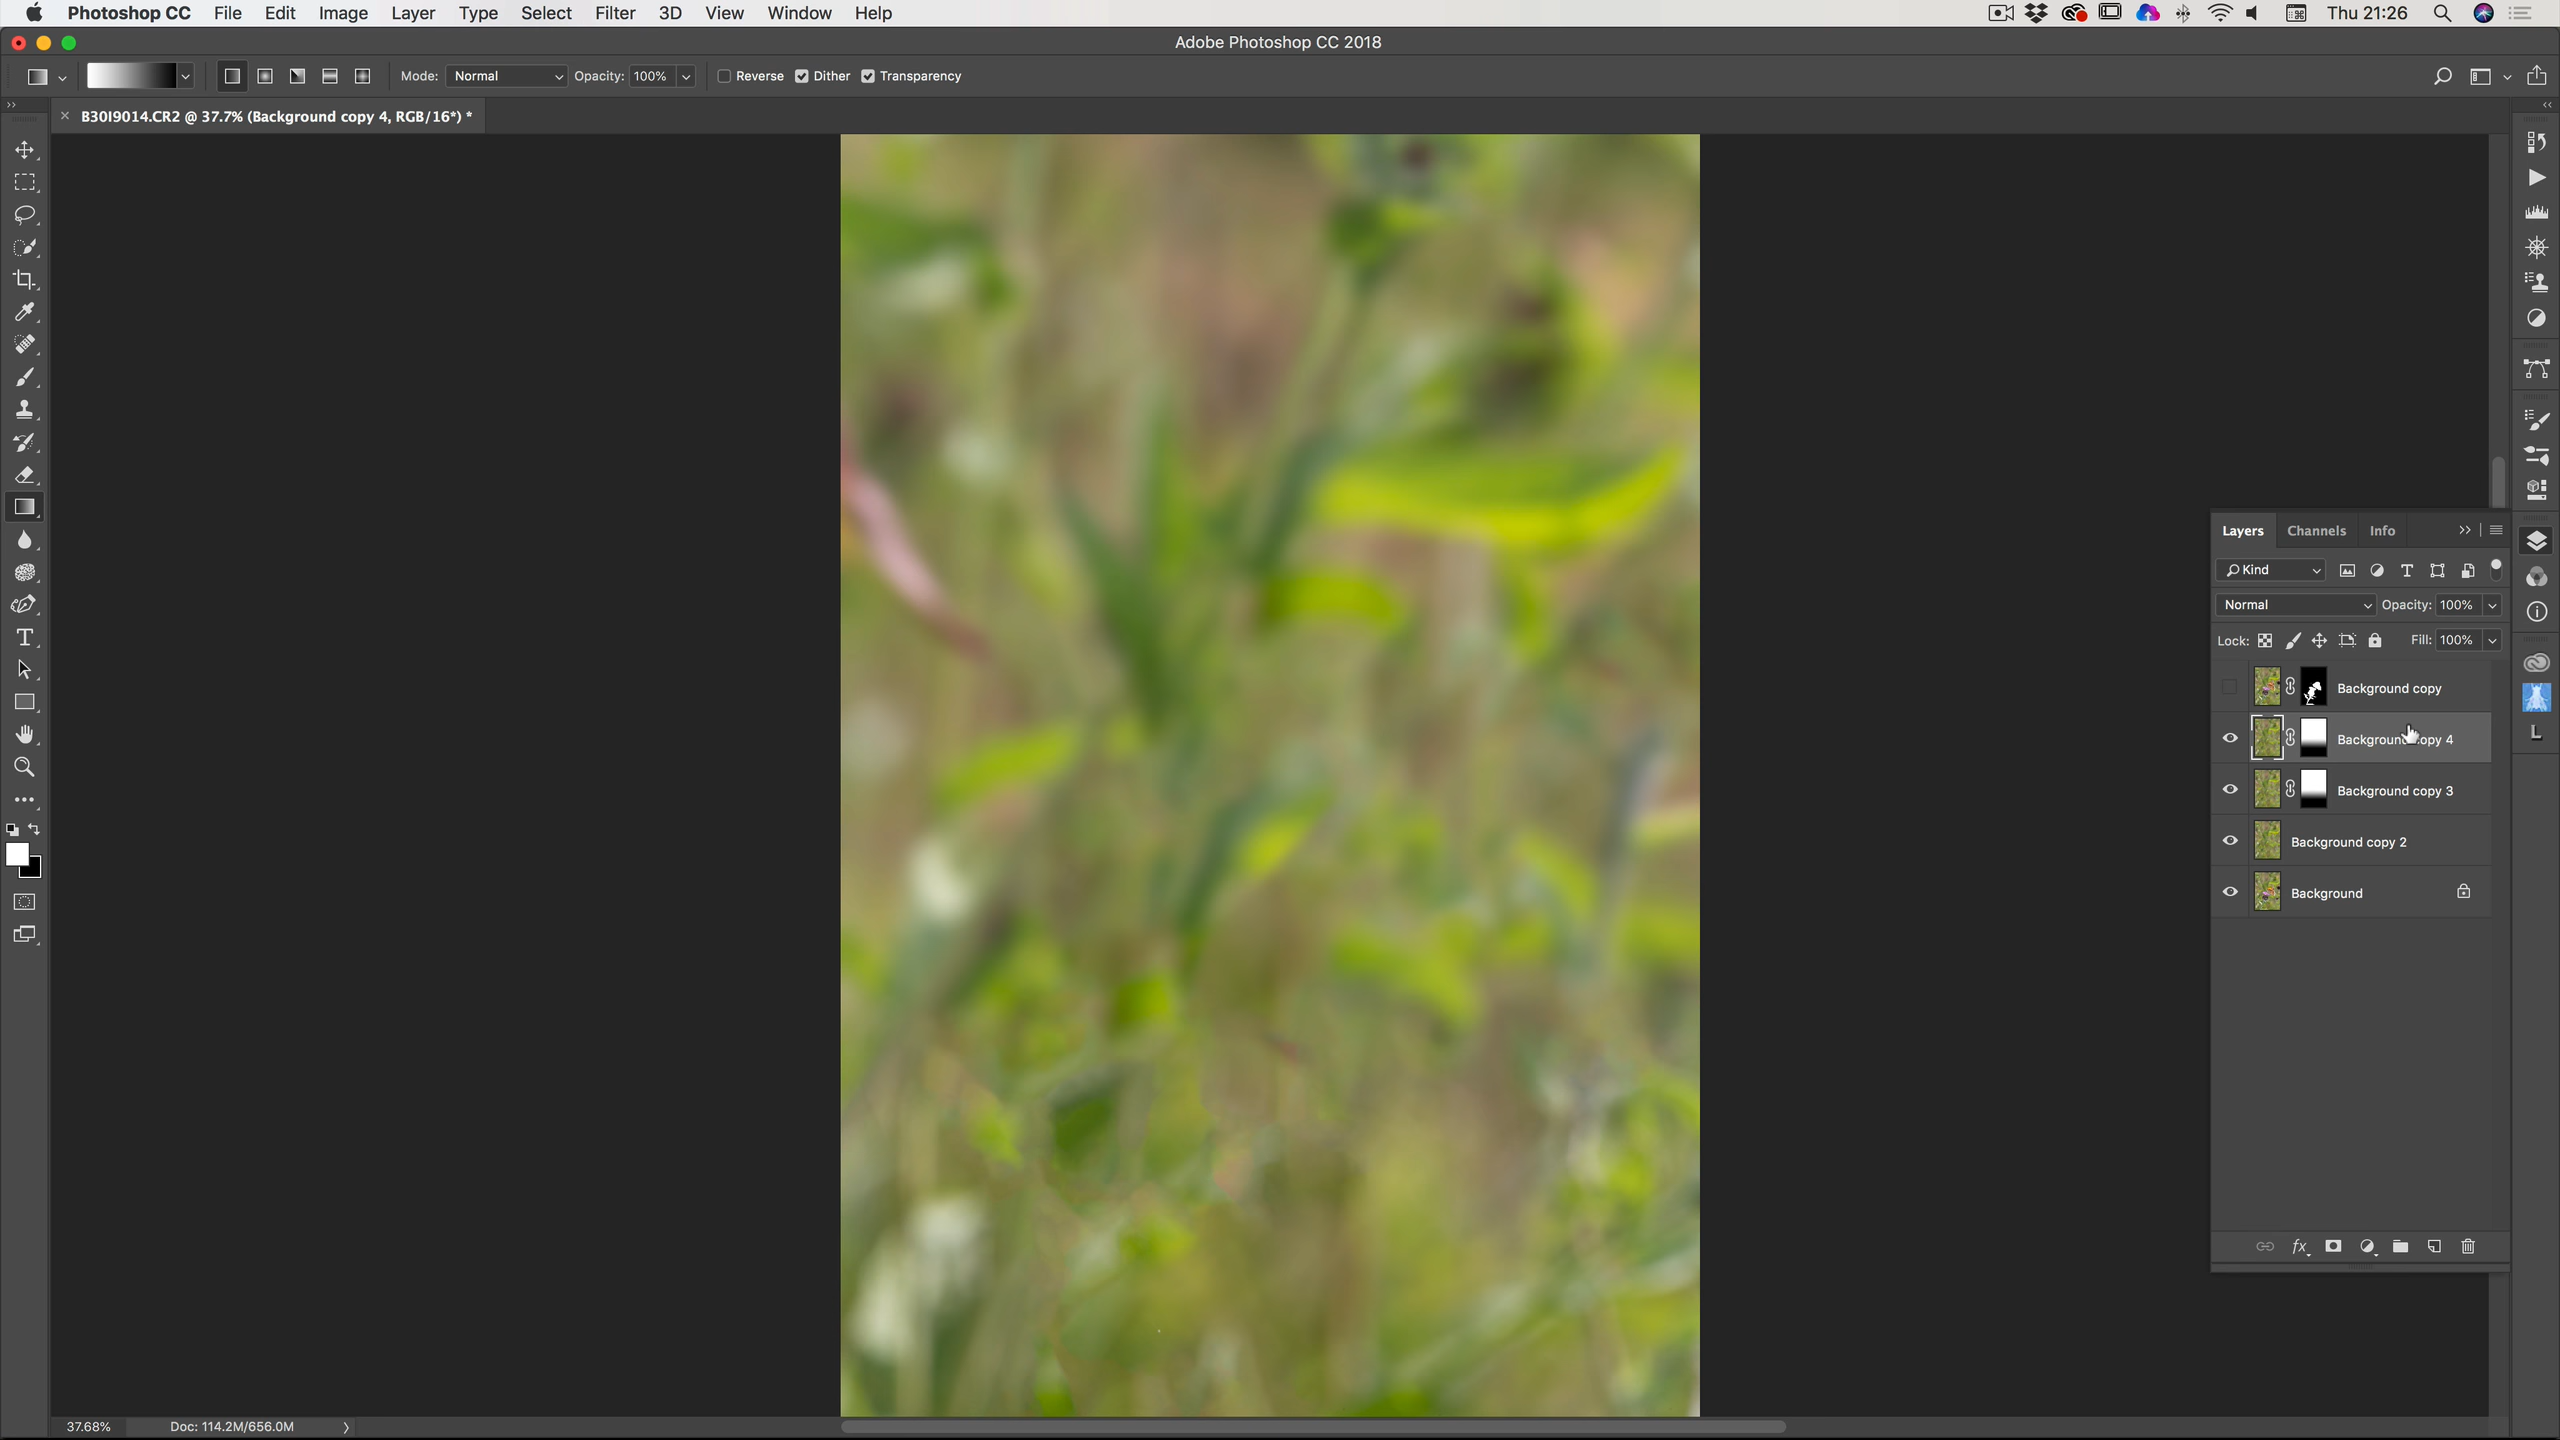 Photoshop CC File Edit Image Layer Type Select Filter 3D View Window Help Thu 21:26
Adobe Photoshop CC 2018
Mode: Normal Opacity: 100% Reverse Dither Transparency
B30I9014.CR2 @ 37.7% (Background copy 4, RGB/16*) *
Layers Channels Info
Kind
Normal Opacity: 100%
Lock: Fill: 100%
Background copy
Background copy 4
Background copy 3
Background copy 2
Background
37.68% Doc: 114.2M/656.0M